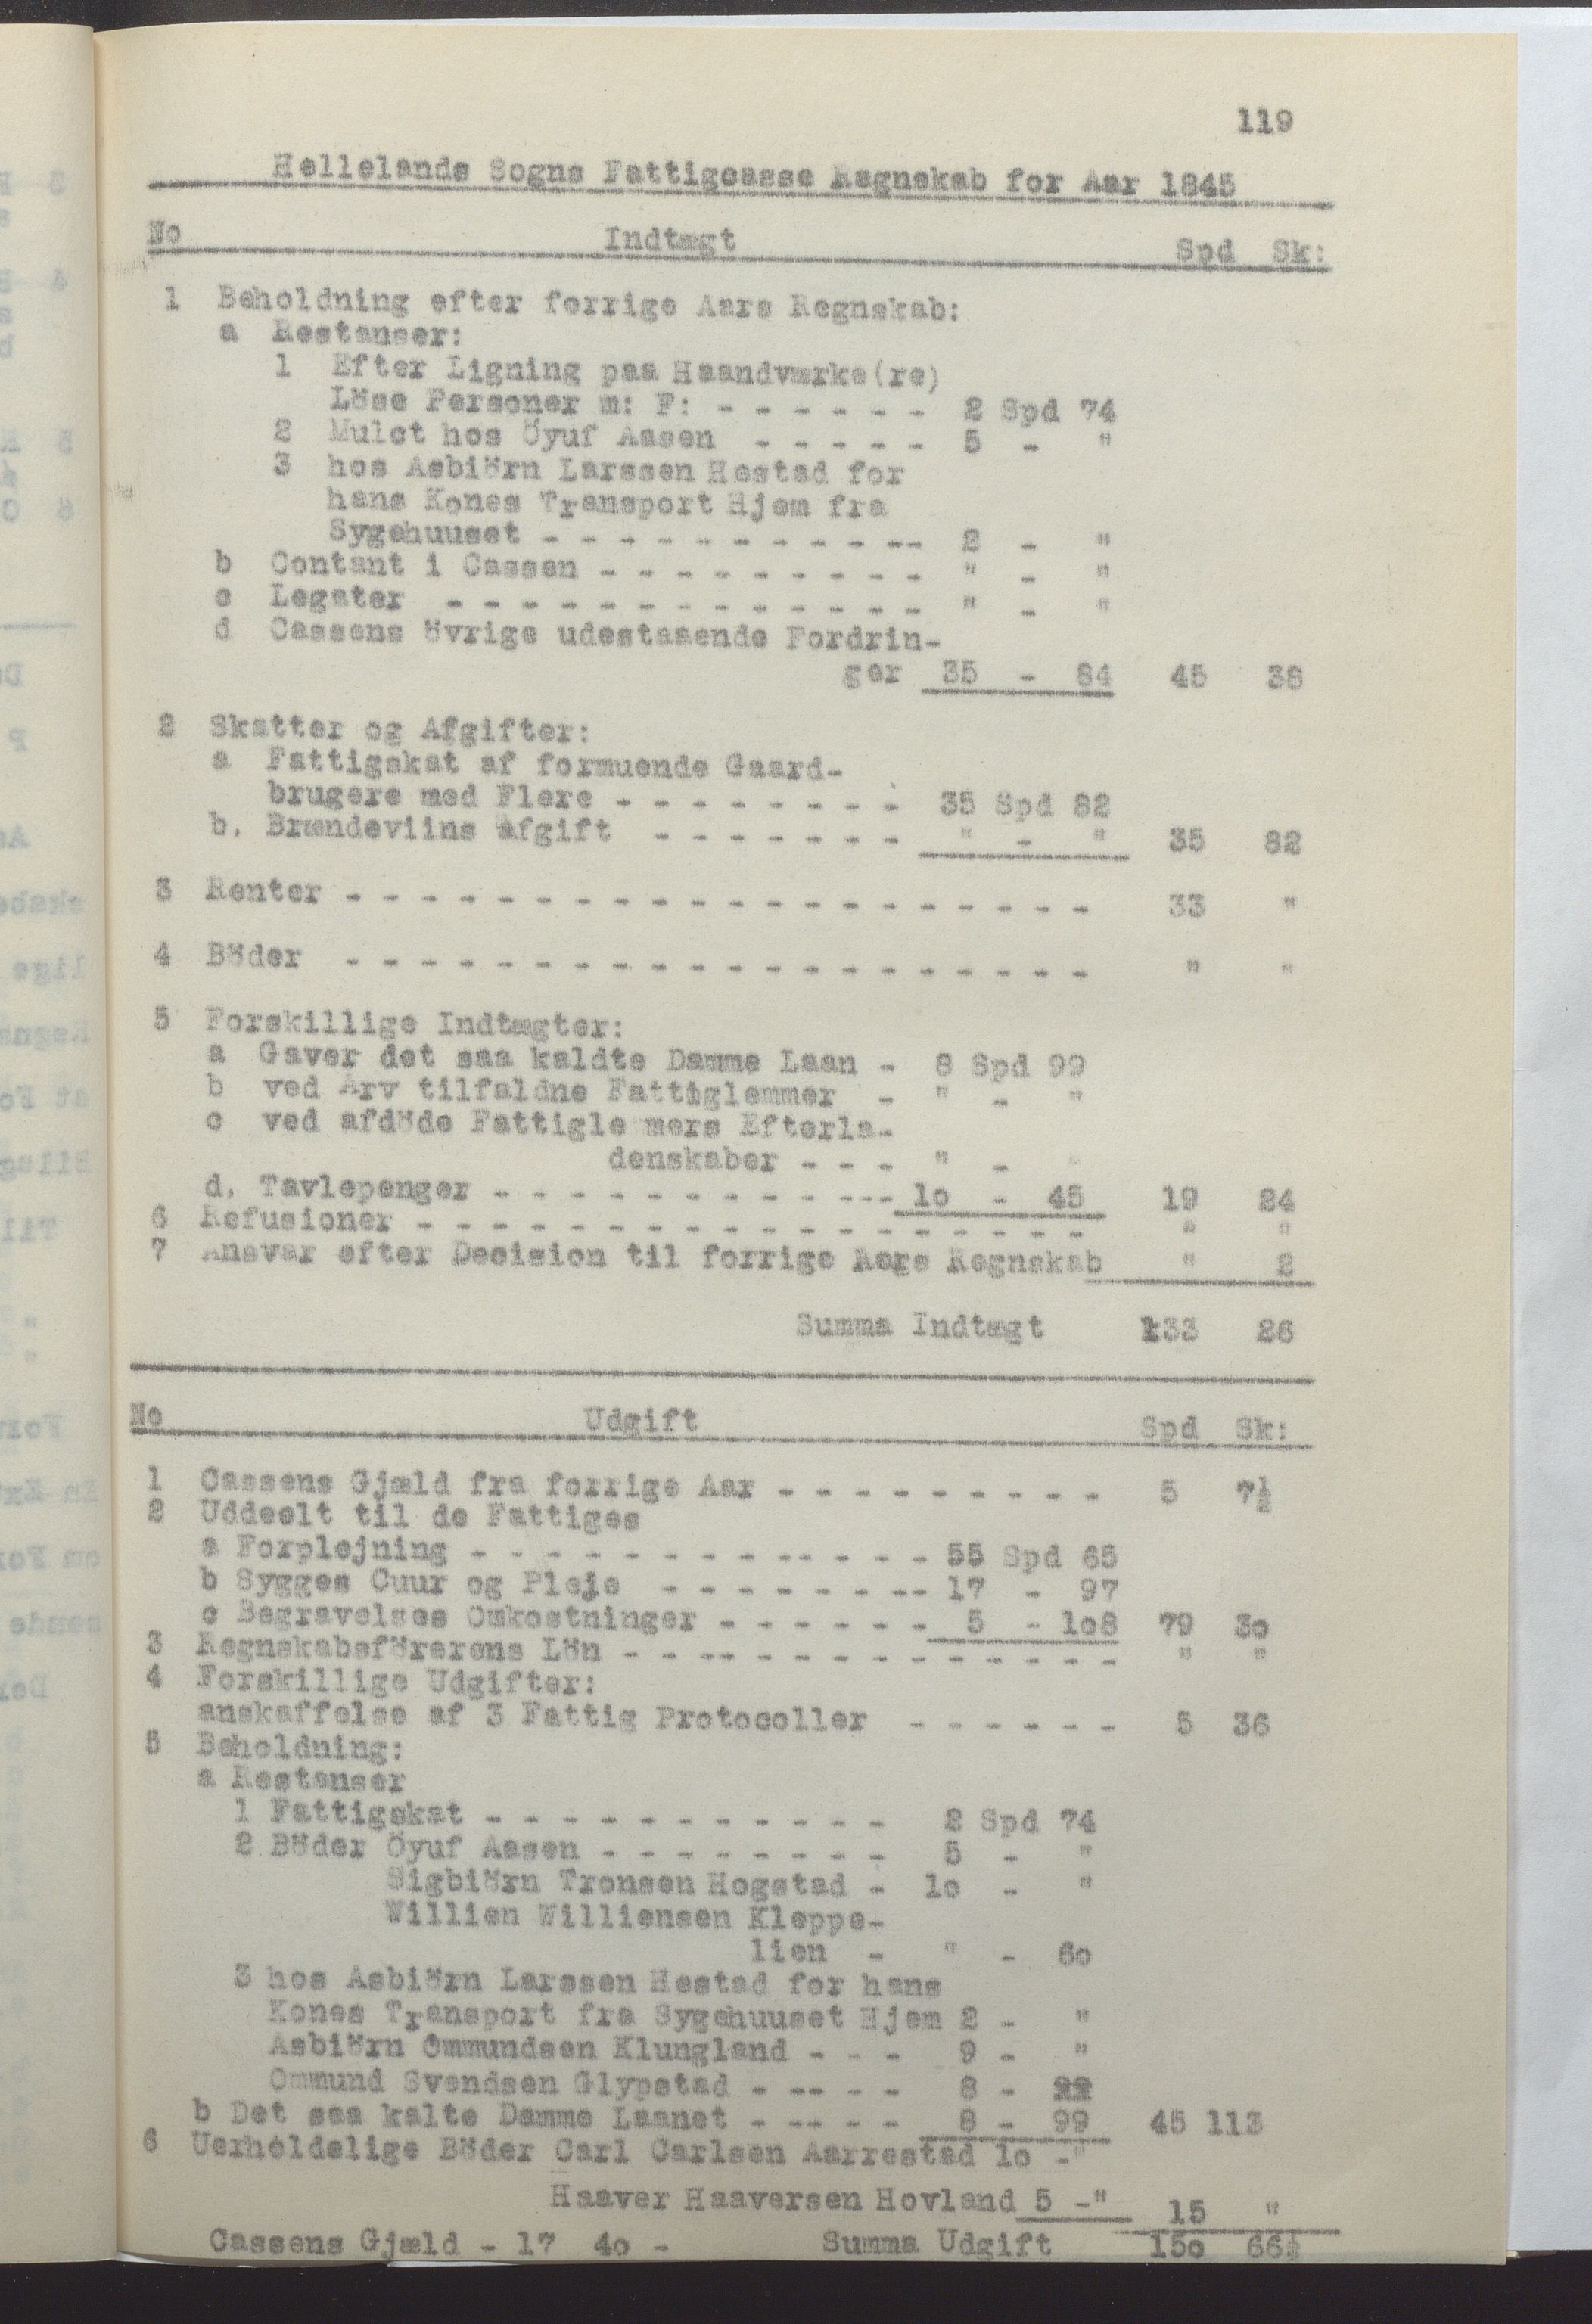 119
Hellelands Sogns Fattigcasse Regnskab for Aar 1845
No Indtægt Spd Sk:
1 Beholdning efter forrige Aars Regnskab:
a Restanser:
1 Efter Ligning paa Haandværke(re)
Löse Personer m: F: - - - - - - 2 Spd 74
2 Mulct hos Öyuf Aasen - - - - - 5 - "
3 hos Asbiörn Larssen Hestad for
hans Kones Transport Hjem fra
Sygehuuset - - - - - - - - - - 2 - "
b Contant i Cassen - - - - - - - - - " - "
c Legater - - - - - - - - - - - - - " - "
d Cassens övrige udestaaende Fordrin-
ger 35 - 84 45 38
2 Skatter og Afgifter:
a Fattigskat af formuende Gaard-
brugere med Flere - - - - - - - - 35 Spd 82
b. Brændeviins Afgift - - - - - - - " - " 35 82
3 Renter - - - - - - - - - - - - - - - - - - - - 33 "
4 Böder - - - - - - - - - - - - - - - - - - - - " "
5 Forskillige Indtægter:
a Gaver det saa kaldte Damme Laan - 8 Spd 99
b ved Arv tilfaldne Fattiglemmer - " - "
c ved afdöde Fattigle mers Efterla-
denskaber - - - " - "
d. Tavlepenger - - - - - - - - - - - 1o - 45 19 24
6 Refusioner - - - - - - - - - - - - - - - - - - " "
7 Ansvar efter Decision til forrige Aars Regnskab " 2
Summa Indtægt 133 26
No Udgift Spd Sk:
1 Cassens Gjæld fra forrige Aar - - - - - - - - - 5 7½
2 Uddeelt til de Fattiges
a Forplejning - - - - - - - - - - - - 55 Spd 65
b Sygges Cuur og Pleje - - - - - - - - 17 - 97
c Begravelses Omkostninger - - - - - - 5 - 1o8 79 3o
3 Regnskabsförerens Lön - - - - - - - - - - - - - " "
4 Forskillige Udgifter:
anskaffelse af 3 Fattig Protocoller - - - - - - 5 36
5 Beholdning:
a Restanser
1 Fattigskat - - - - - - - - - - - 2 Spd 74
2 Böder Öyuf Aasen - - - - - - - - 5 - "
Sigbiörn Tronsen Hogstad - 1o - "
Willien Williensen Kleppe-
lien - " - 6o
3 hos Asbiörn Larssen Hestad for hans
Kones Transport fra Sygehuuset Hjem 2 - "
Asbiörn Ommundsen Klungland - - - 9 - "
Ommund Svendsen Glypstad - -- - - 8 -
b Det saa kalte Damme Laanet - -- - - 8 - 99 45 113
6 Uerholdelige Böder Carl Carlsen Aarrestad 1o -"
Haaver Haaversen Hovland 5 -" 15 "
Cassens Gjæld - 17 4o - Summa Udgift 15o 66½